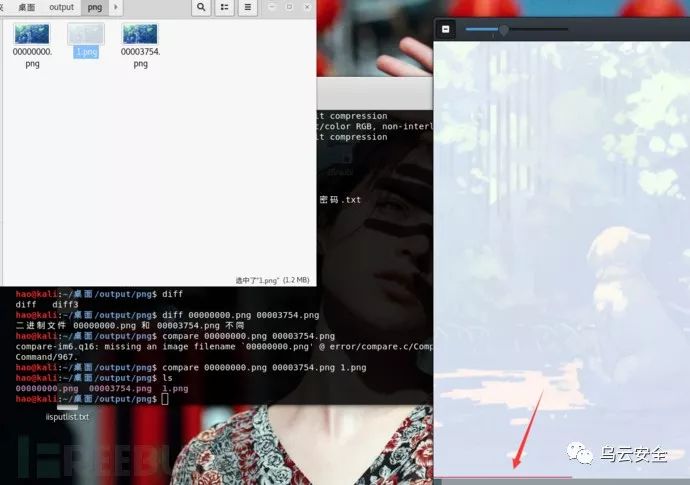 桌面 output png
00000000.png
1.png
00003754.png
选中了"1.png" (1.2 MB)
it compression
t/color RGB, non-interl
it compression
密码.txt
hao@kali:~/桌面/output/png$ diff
diff diff3
hao@kali:~/桌面/output/png$ diff 00000000.png 00003754.png
二进制文件 00000000.png 和 00003754.png 不同
hao@kali:~/桌面/output/png$ compare 00000000.png 00003754.png
compare-im6.q16: missing an image filename `00000000.png' @ error/compare.c/Comp
Command/967.
hao@kali:~/桌面/output/png$ compare 00000000.png 00003754.png 1.png
hao@kali:~/桌面/output/png$ ls
00000000.png 00003754.png 1.png
hao@kali:~/桌面/output/png$
iisputlist.txt
REEBU
乌云安全